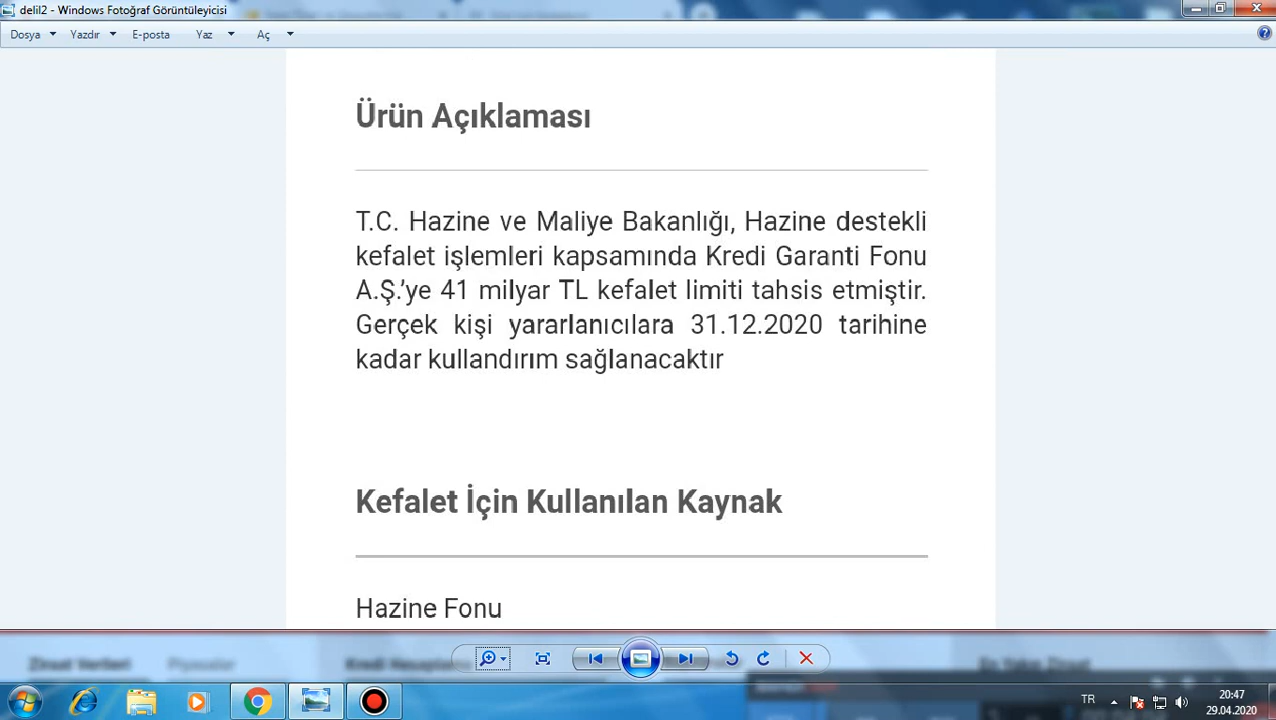 delil2 - Windows Fotoğraf Görüntüleyicisi
Dosya Yazdır E-posta Yaz Aç
Ürün Açıklaması
T.C. Hazine ve Maliye Bakanlığı, Hazine destekli
kefalet işlemleri kapsamında Kredi Garanti Fonu
A.Ş.'ye 41 milyar TL kefalet limiti tahsis etmiştir.
Gerçek kişi yararlanıcılara 31.12.2020 tarihine
kadar kullandırım sağlanacaktır
Kefalet İçin Kullanılan Kaynak
Hazine Fonu
TR
20:47
29.04.2020